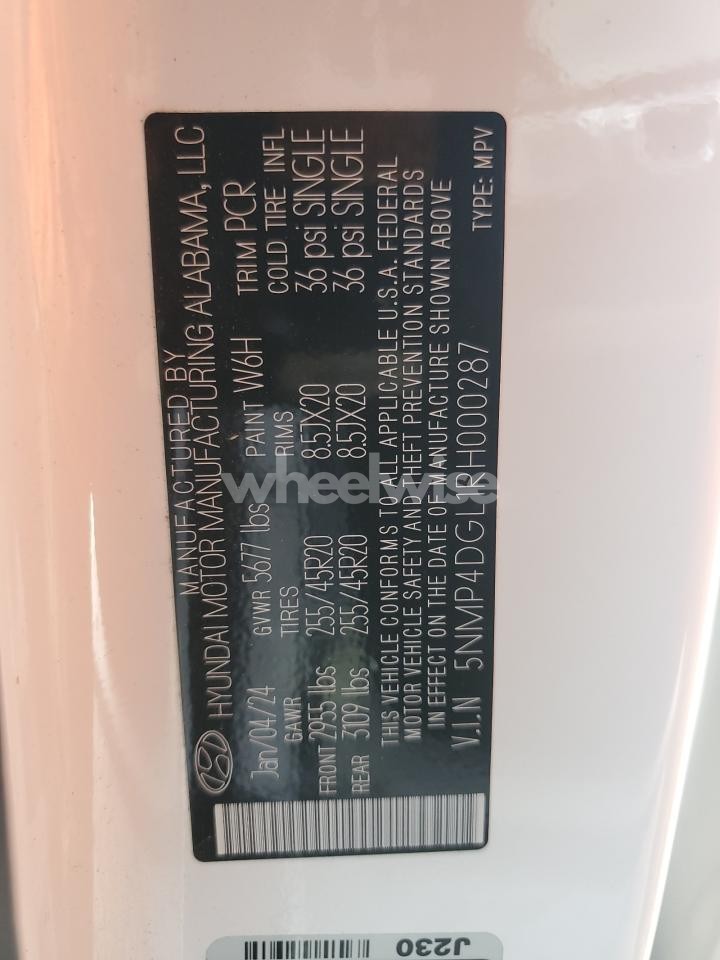 MANUFACTURED BY
HYUNDAI MOTOR MANUFACTURING ALABAMA, LLC
Jan/04/24 GVWR 5677 lbs PAINT W6H TRIM PCR
GAWR TIRES RIMS COLD TIRE INFL
FRONT 2955 lbs 255/45R20 8.5JX20 36 psi SINGLE
REAR 3109 lbs 255/45R20 8.5JX20 36 psi SINGLE
THIS VEHICLE CONFORMS TO ALL APPLICABLE U.S.A. FEDERAL
MOTOR VEHICLE SAFETY AND THEFT PREVENTION STANDARDS
IN EFFECT ON THE DATE OF MANUFACTURE SHOWN ABOVE
V.I.N 5NMP4DGL1RH000287 TYPE: MPV
wheelwise
J230